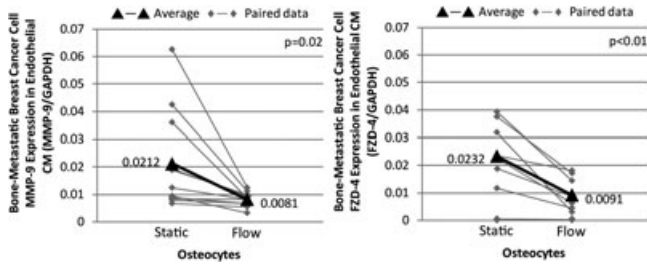 Average
Paired data
Bone-Metastatic Breast Cancer Cell
MMP-9 Expression in Endothelial
CM (MMP-9/GAPDH)
0.07
0.06
0.05
0.04
0.03
0.02
0.01
0
p=0.02
0.0212
0.0081
Static
Flow
Osteocytes
Average
Paired data
Bone-Metastatic Breast Cancer Cell
FZD-4 Expression in Endothelial CM
(FZD-4/GAPDH)
0.07
0.06
0.05
0.04
0.03
0.02
0.01
0
p<0.01
0.0232
0.0091
Static
Flow
Osteocytes